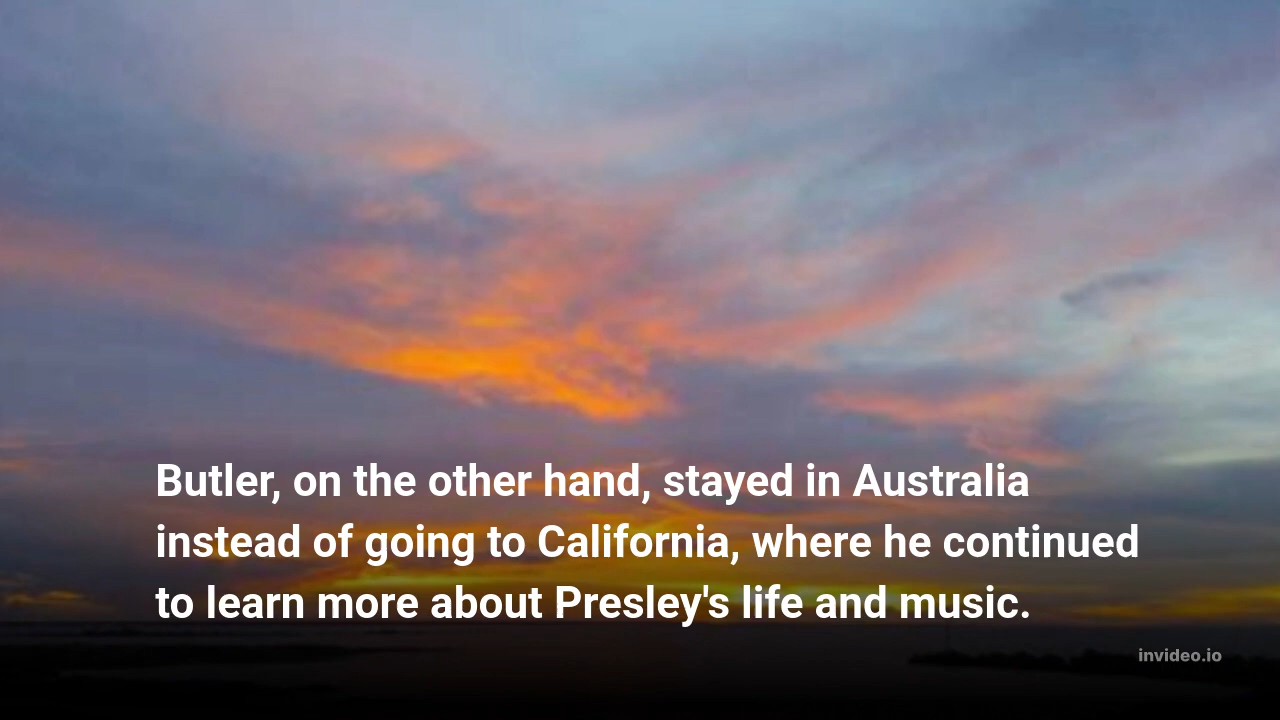 Butler, on the other hand, stayed in Australia
instead of going to California, where he continued
to learn more about Presley's life and music.
invideo.io